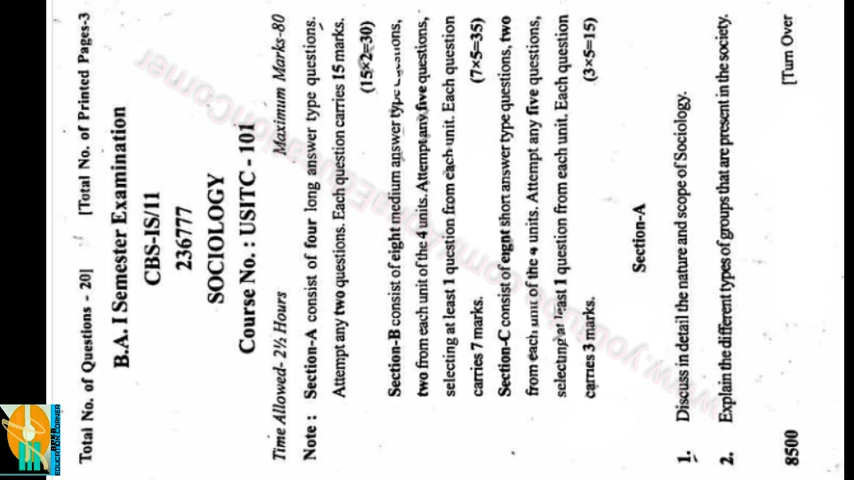 Total No. of Questions - 20] [Total No. of Printed Pages-3
B.A. I Semester Examination
CBS-IS/11
236777
SOCIOLOGY
Course No. : USITC - 101
Time Allowed- 2½ Hours Maximum Marks-80
Note : Section-A consist of four long answer type questions.
Attempt any two questions. Each question carries 15 marks.
(15×2=30)
Section-B consist of eight medium answer type questions,
two from each unit of the 4 units. Attempt any five questions,
selecting at least 1 question from each unit. Each question
carries 7 marks. (7×5=35)
Section-C consist of eight short answer type questions, two
from each unit of the 4 units. Attempt any five questions,
selecting at least 1 question from each unit. Each question
carries 3 marks. (3×5=15)
Section-A
1. Discuss in detail the nature and scope of Sociology.
2. Explain the different types of groups that are present in the society.
8500 [Turn Over
EDUCATION CORNER